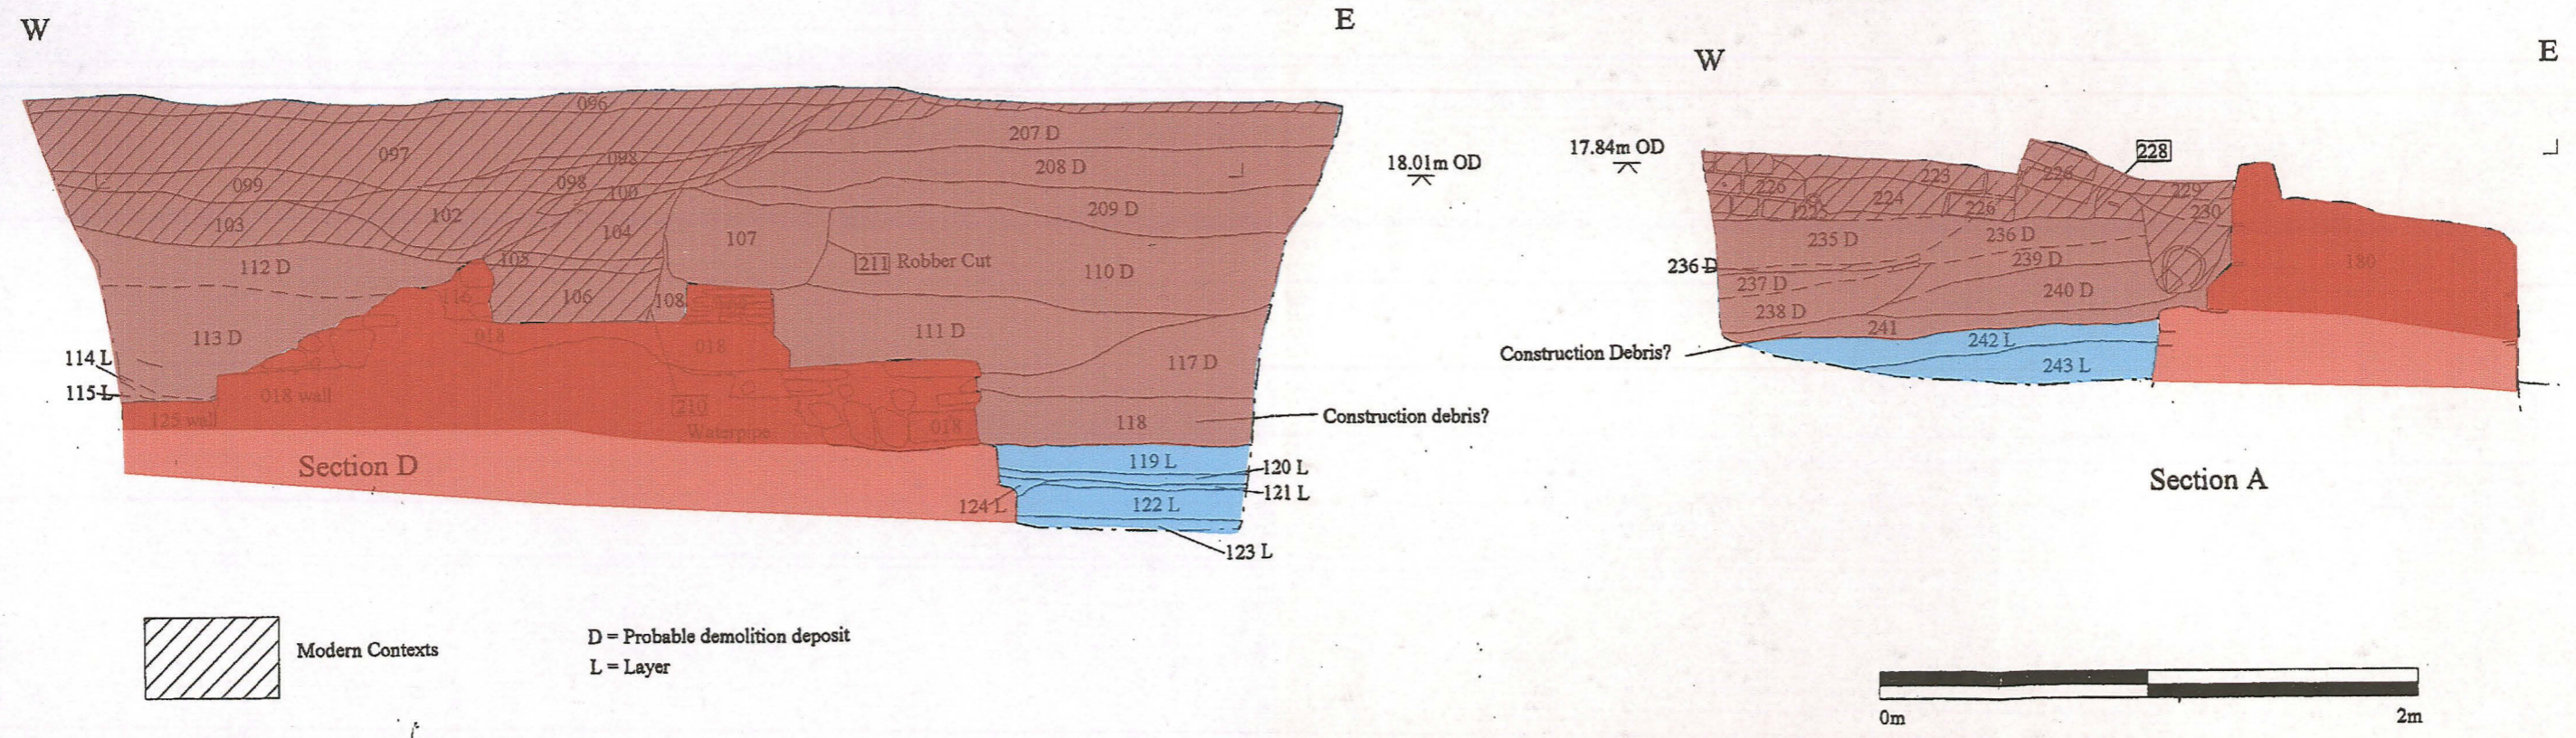 W
E
W
E
096
097
098
099
098
100
102
103
104
105
106
107
108
112 D
113 D
114 L
115 L
116
018
018
018 wall
125 wall
210
Waterpipe
018
207 D
208 D
209 D
211 Robber Cut
110 D
111 D
117 D
118
Construction debris?
119 L
120 L
121 L
122 L
123 L
124 L
Section D
18.01m OD
17.84m OD
228
223
226
224
225
226
229
230
235 D
236 D
236 D
237 D
238 D
239 D
240 D
241
242 L
243 L
180
Construction Debris?
Section A
Modern Contexts
D = Probable demolition deposit
L = Layer
0m
2m